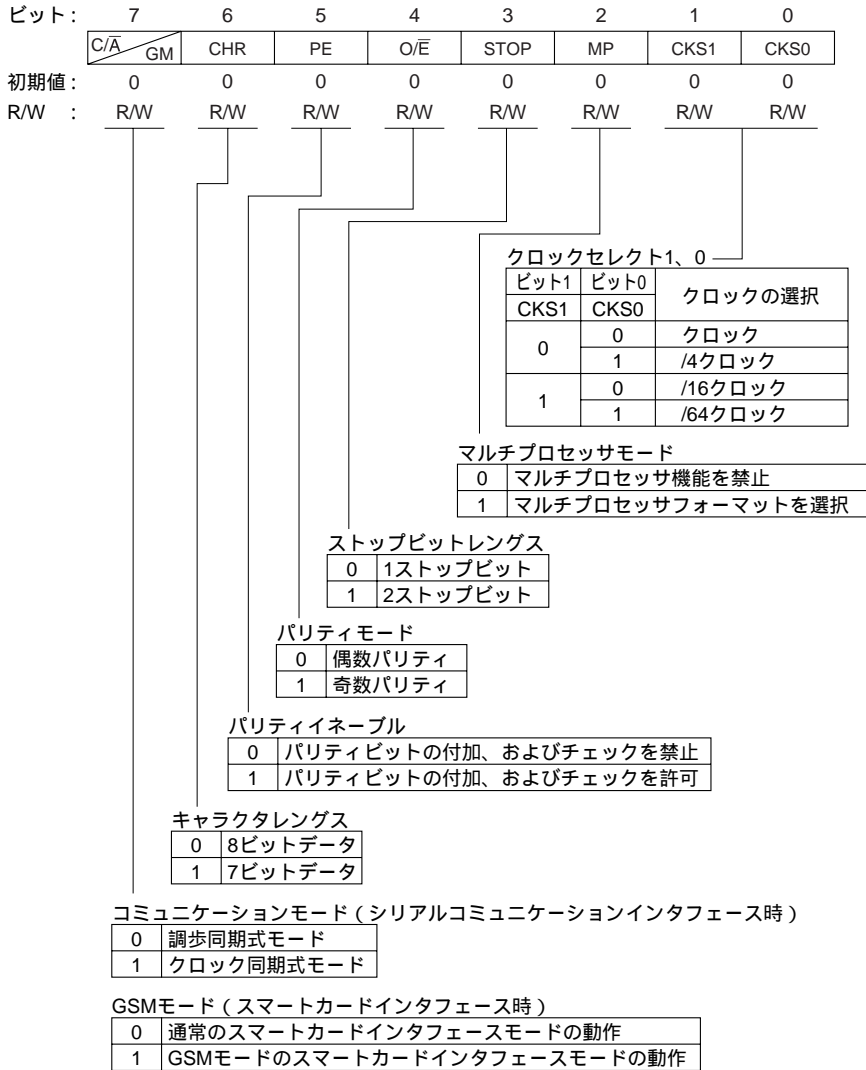 ビット： 7 6 5 4 3 2 1 0
C/A̅ GM CHR PE O/E̅ STOP MP CKS1 CKS0
初期値： 0 0 0 0 0 0 0 0
R/W ： R/W R/W R/W R/W R/W R/W R/W R/W
クロックセレクト1、0
ビット1 ビット0 クロックの選択
CKS1 CKS0
0 0 クロック
1 /4クロック
1 0 /16クロック
1 /64クロック
マルチプロセッサモード
0 マルチプロセッサ機能を禁止
1 マルチプロセッサフォーマットを選択
ストップビットレングス
0 1ストップビット
1 2ストップビット
パリティモード
0 偶数パリティ
1 奇数パリティ
パリティイネーブル
0 パリティビットの付加、およびチェックを禁止
1 パリティビットの付加、およびチェックを許可
キャラクタレングス
0 8ビットデータ
1 7ビットデータ
コミュニケーションモード（シリアルコミュニケーションインタフェース時）
0 調歩同期式モード
1 クロック同期式モード
GSMモード（スマートカードインタフェース時）
0 通常のスマートカードインタフェースモードの動作
1 GSMモードのスマートカードインタフェースモードの動作